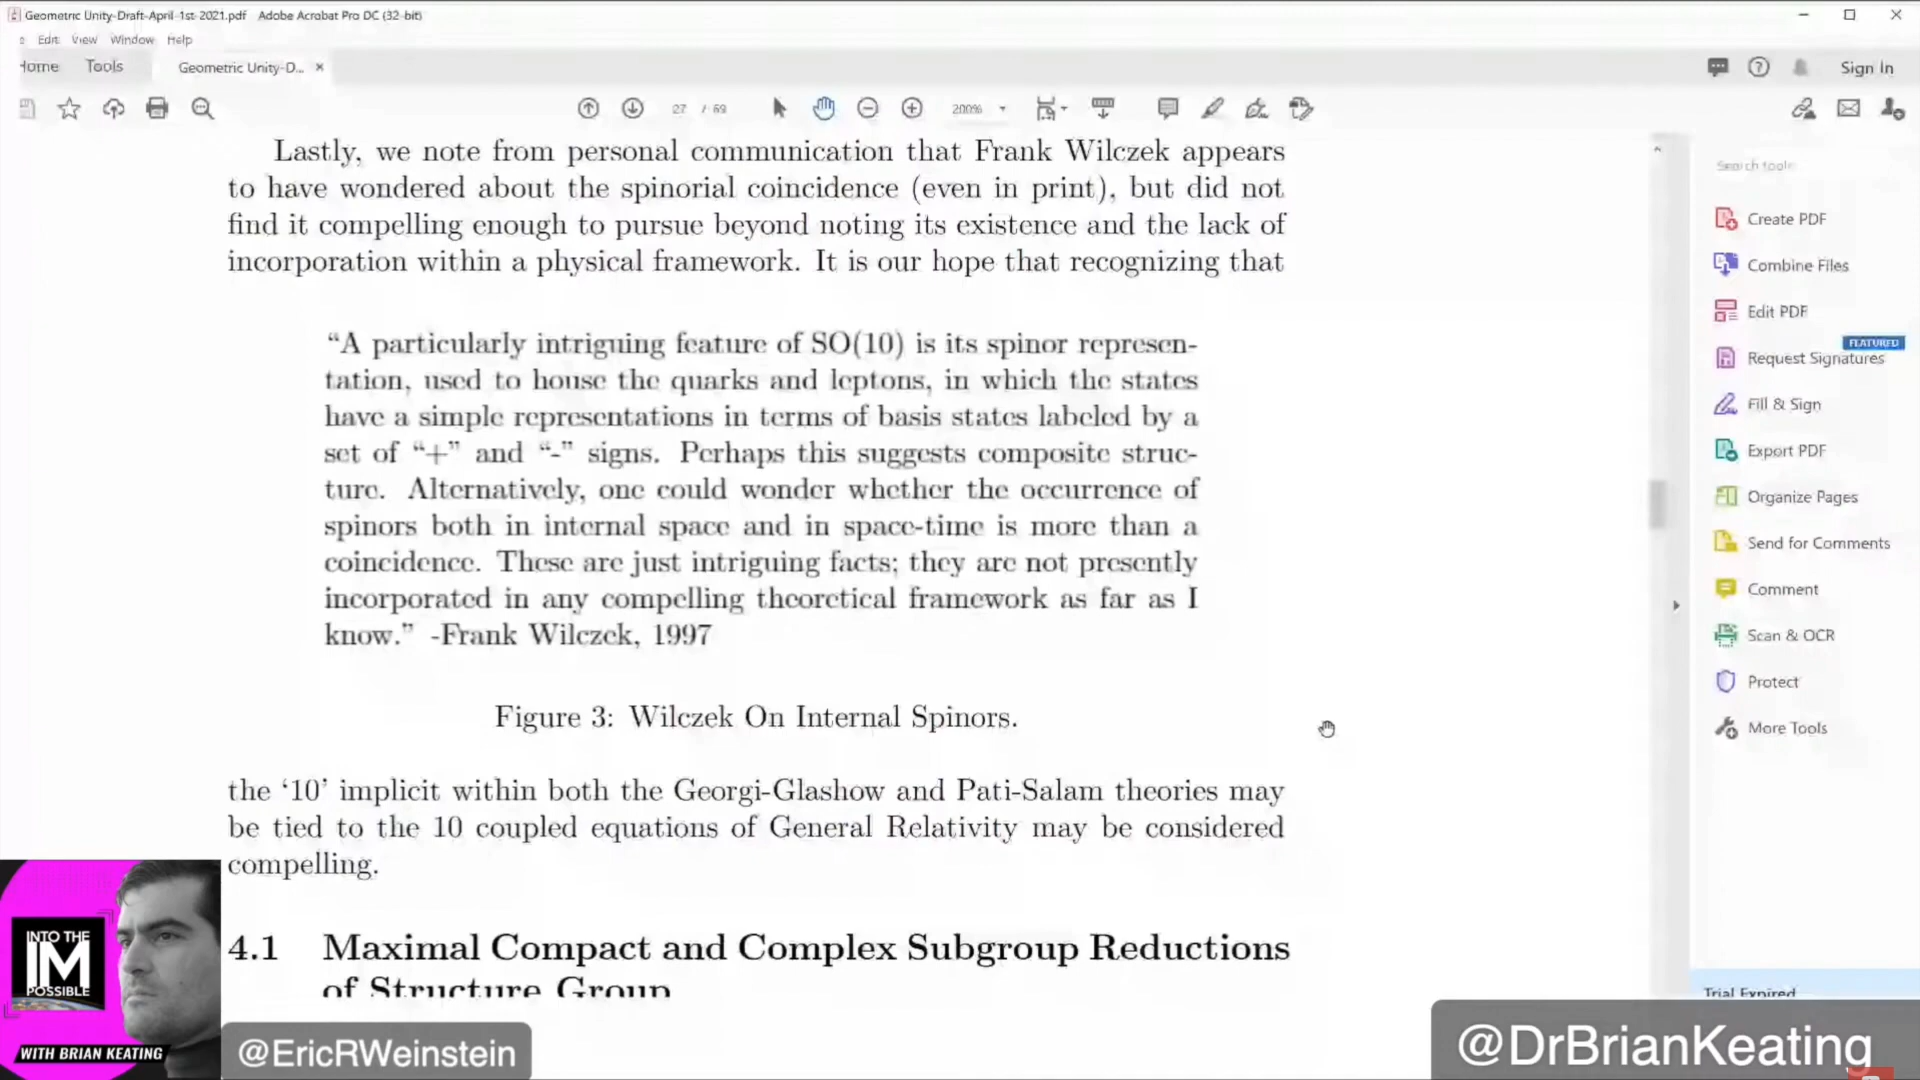 Geometric Unity-Draft-April-1st-2021.pdf Adobe Acrobat Pro DC (32-bit)
Edit View Window Help
Home Tools Geometric Unity-D... ×
Sign In
27 / 69
200%
Lastly, we note from personal communication that Frank Wilczek appears
to have wondered about the spinorial coincidence (even in print), but did not
find it compelling enough to pursue beyond noting its existence and the lack of
incorporation within a physical framework. It is our hope that recognizing that
“A particularly intriguing feature of SO(10) is its spinor represen-
tation, used to house the quarks and leptons, in which the states
have a simple representations in terms of basis states labeled by a
set of “+” and “-” signs. Perhaps this suggests composite struc-
ture. Alternatively, one could wonder whether the occurrence of
spinors both in internal space and in space-time is more than a
coincidence. These are just intriguing facts; they are not presently
incorporated in any compelling theoretical framework as far as I
know.” -Frank Wilczek, 1997
Figure 3: Wilczek On Internal Spinors.
the ‘10’ implicit within both the Georgi-Glashow and Pati-Salam theories may
be tied to the 10 coupled equations of General Relativity may be considered
compelling.
4.1 Maximal Compact and Complex Subgroup Reductions
of Structure Group
Search tools
Create PDF
Combine Files
Edit PDF
FEATURED
Request Signatures
Fill & Sign
Export PDF
Organize Pages
Send for Comments
Comment
Scan & OCR
Protect
More Tools
Trial Expired
INTO THE
IM
POSSIBLE
WITH BRIAN KEATING
@EricRWeinstein
@DrBrianKeating